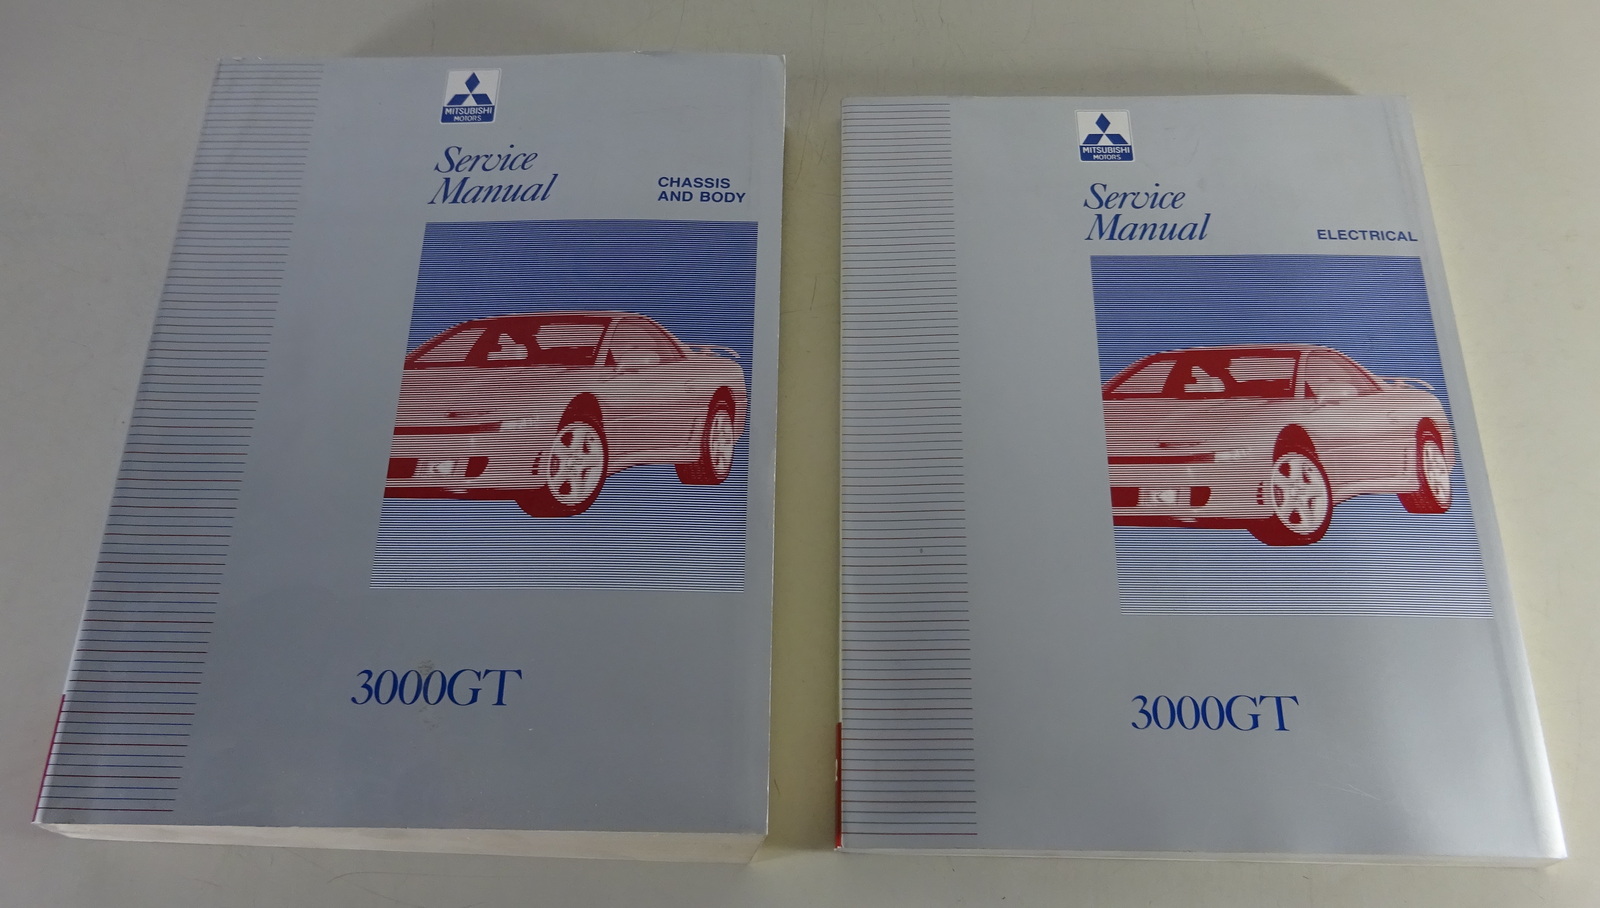 MITSUBISHI
MOTORS
Service
Manual
CHASSIS
AND BODY
3000GT
MITSUBISHI
MOTORS
Service
Manual
ELECTRICAL
3000GT